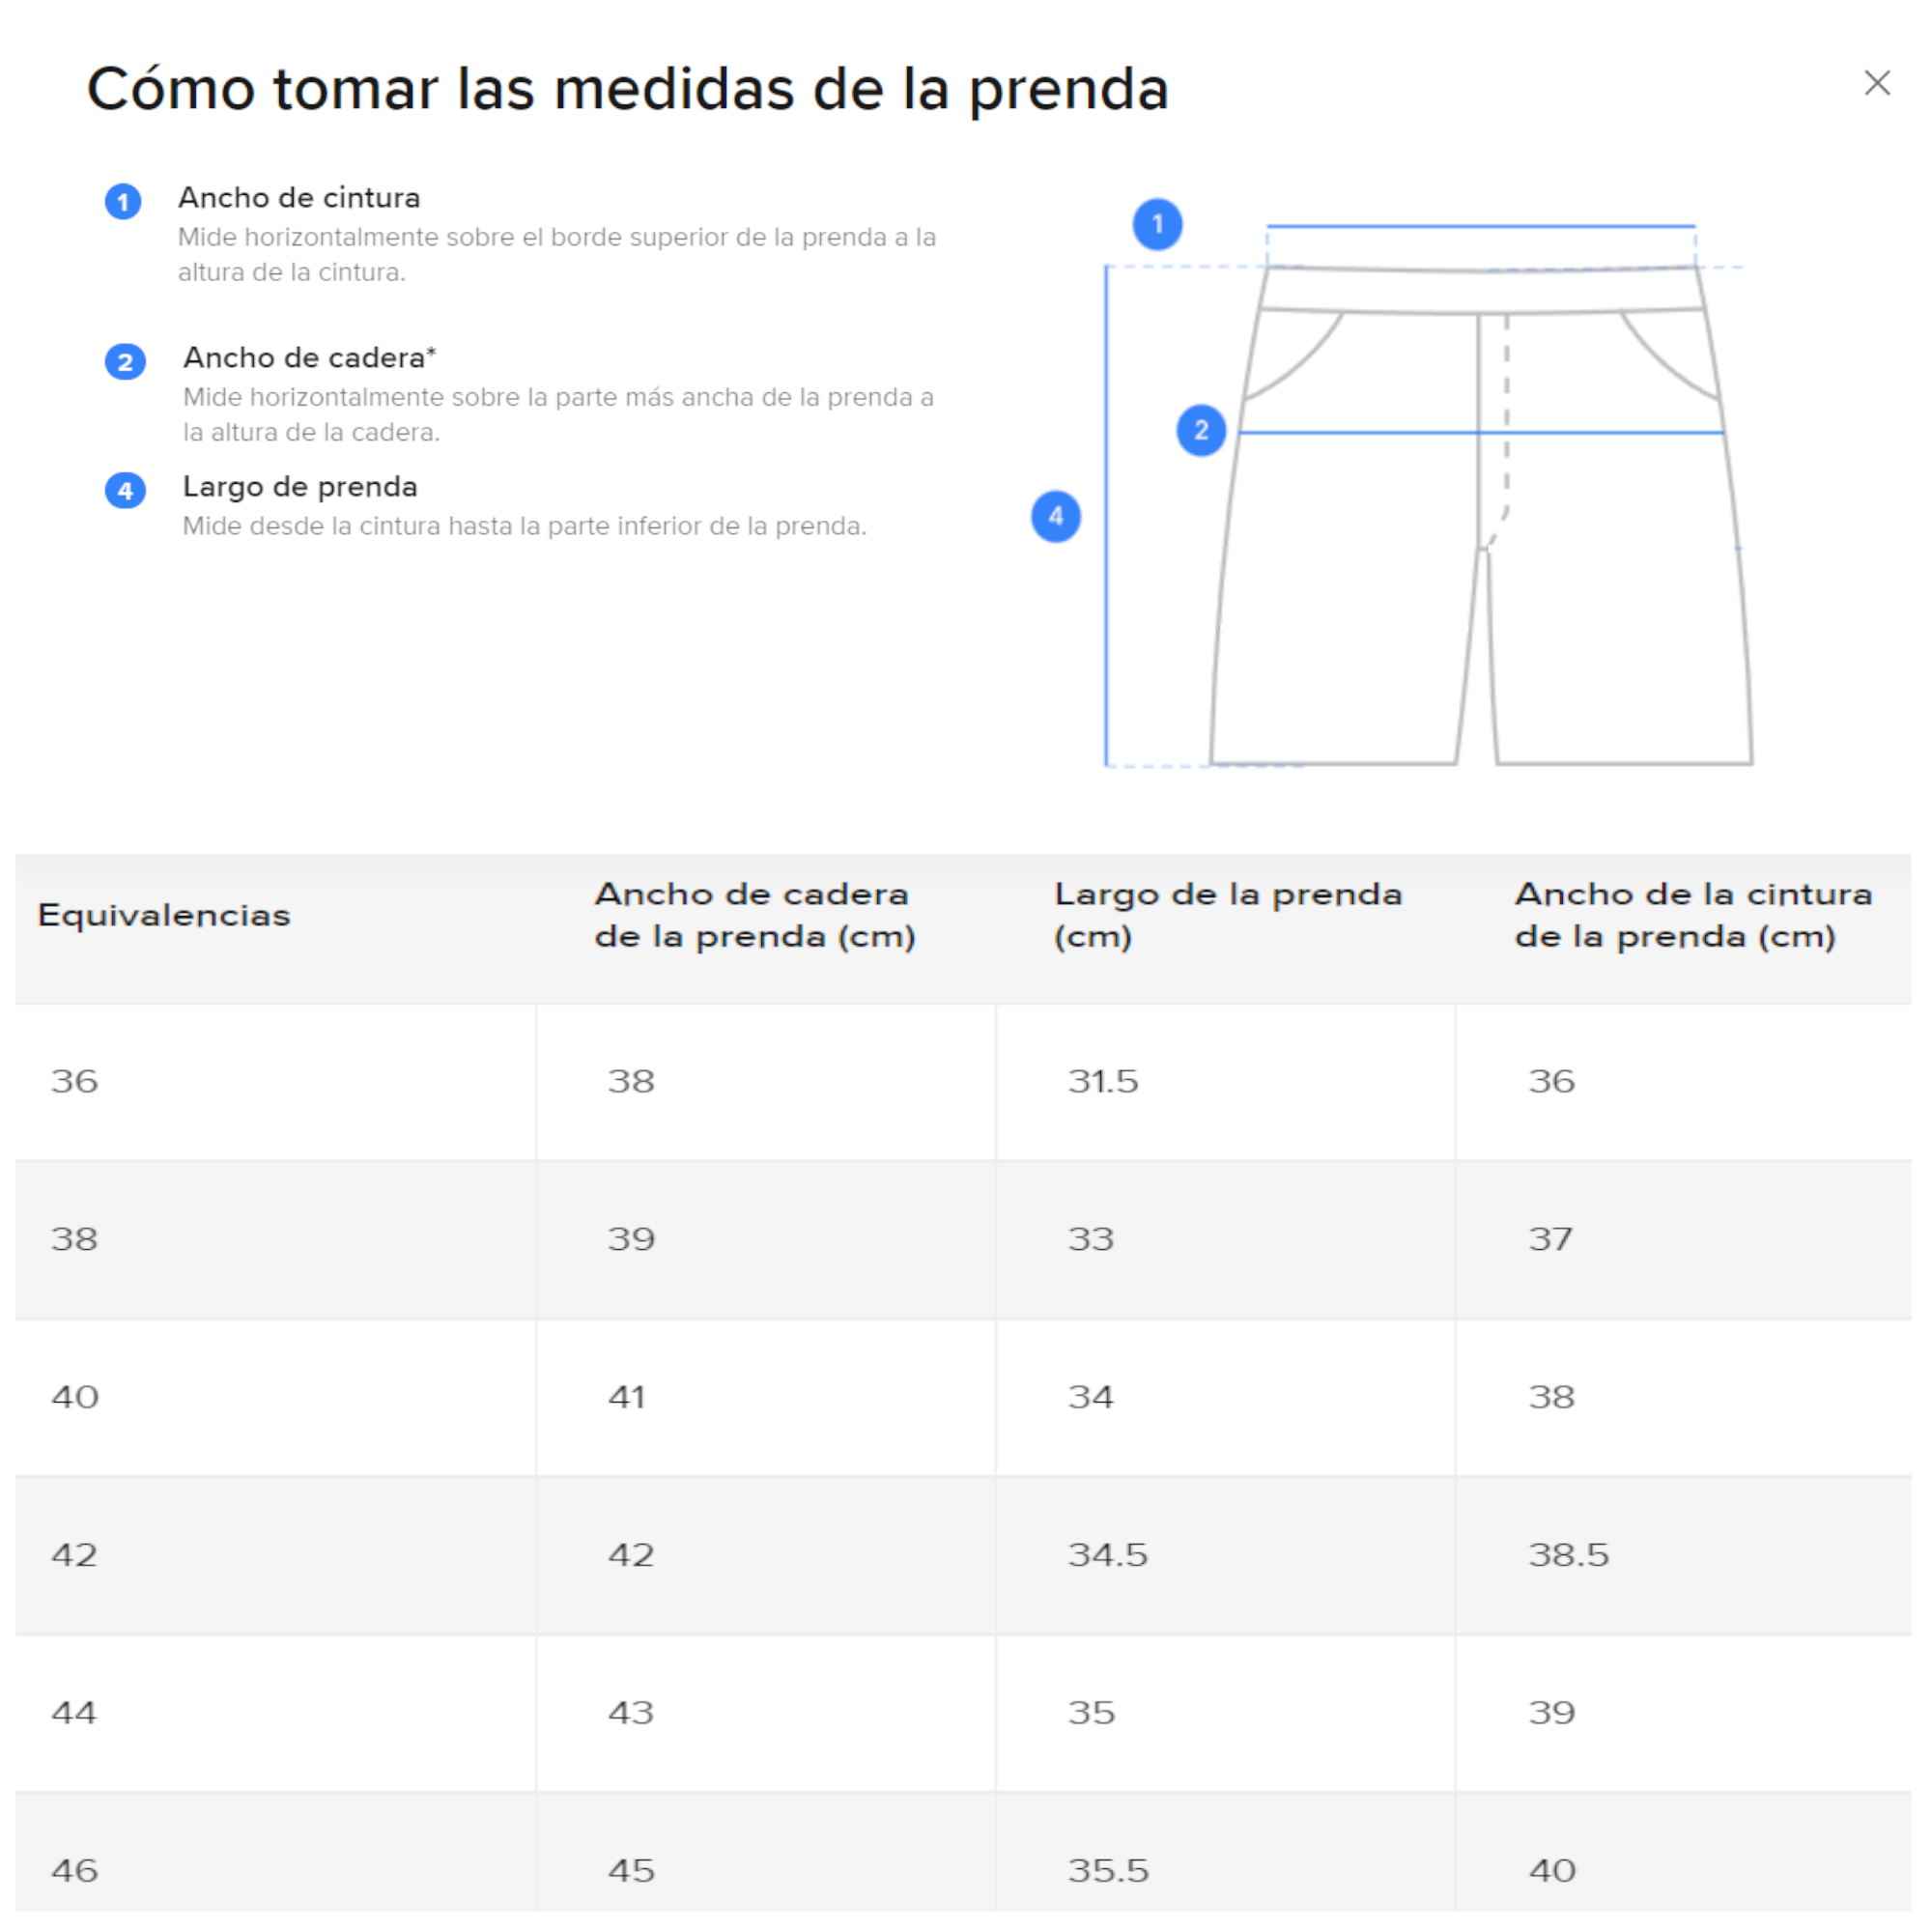 Cómo tomar las medidas de la prenda
1 Ancho de cintura
Mide horizontalmente sobre el borde superior de la prenda a la
altura de la cintura.
2 Ancho de cadera*
Mide horizontalmente sobre la parte más ancha de la prenda a
la altura de la cadera.
4 Largo de prenda
Mide desde la cintura hasta la parte inferior de la prenda.
1
2
4
Equivalencias
Ancho de cadera
de la prenda (cm)
Largo de la prenda
(cm)
Ancho de la cintura
de la prenda (cm)
36 38 31.5 36
38 39 33 37
40 41 34 38
42 42 34.5 38.5
44 43 35 39
46 45 35.5 40